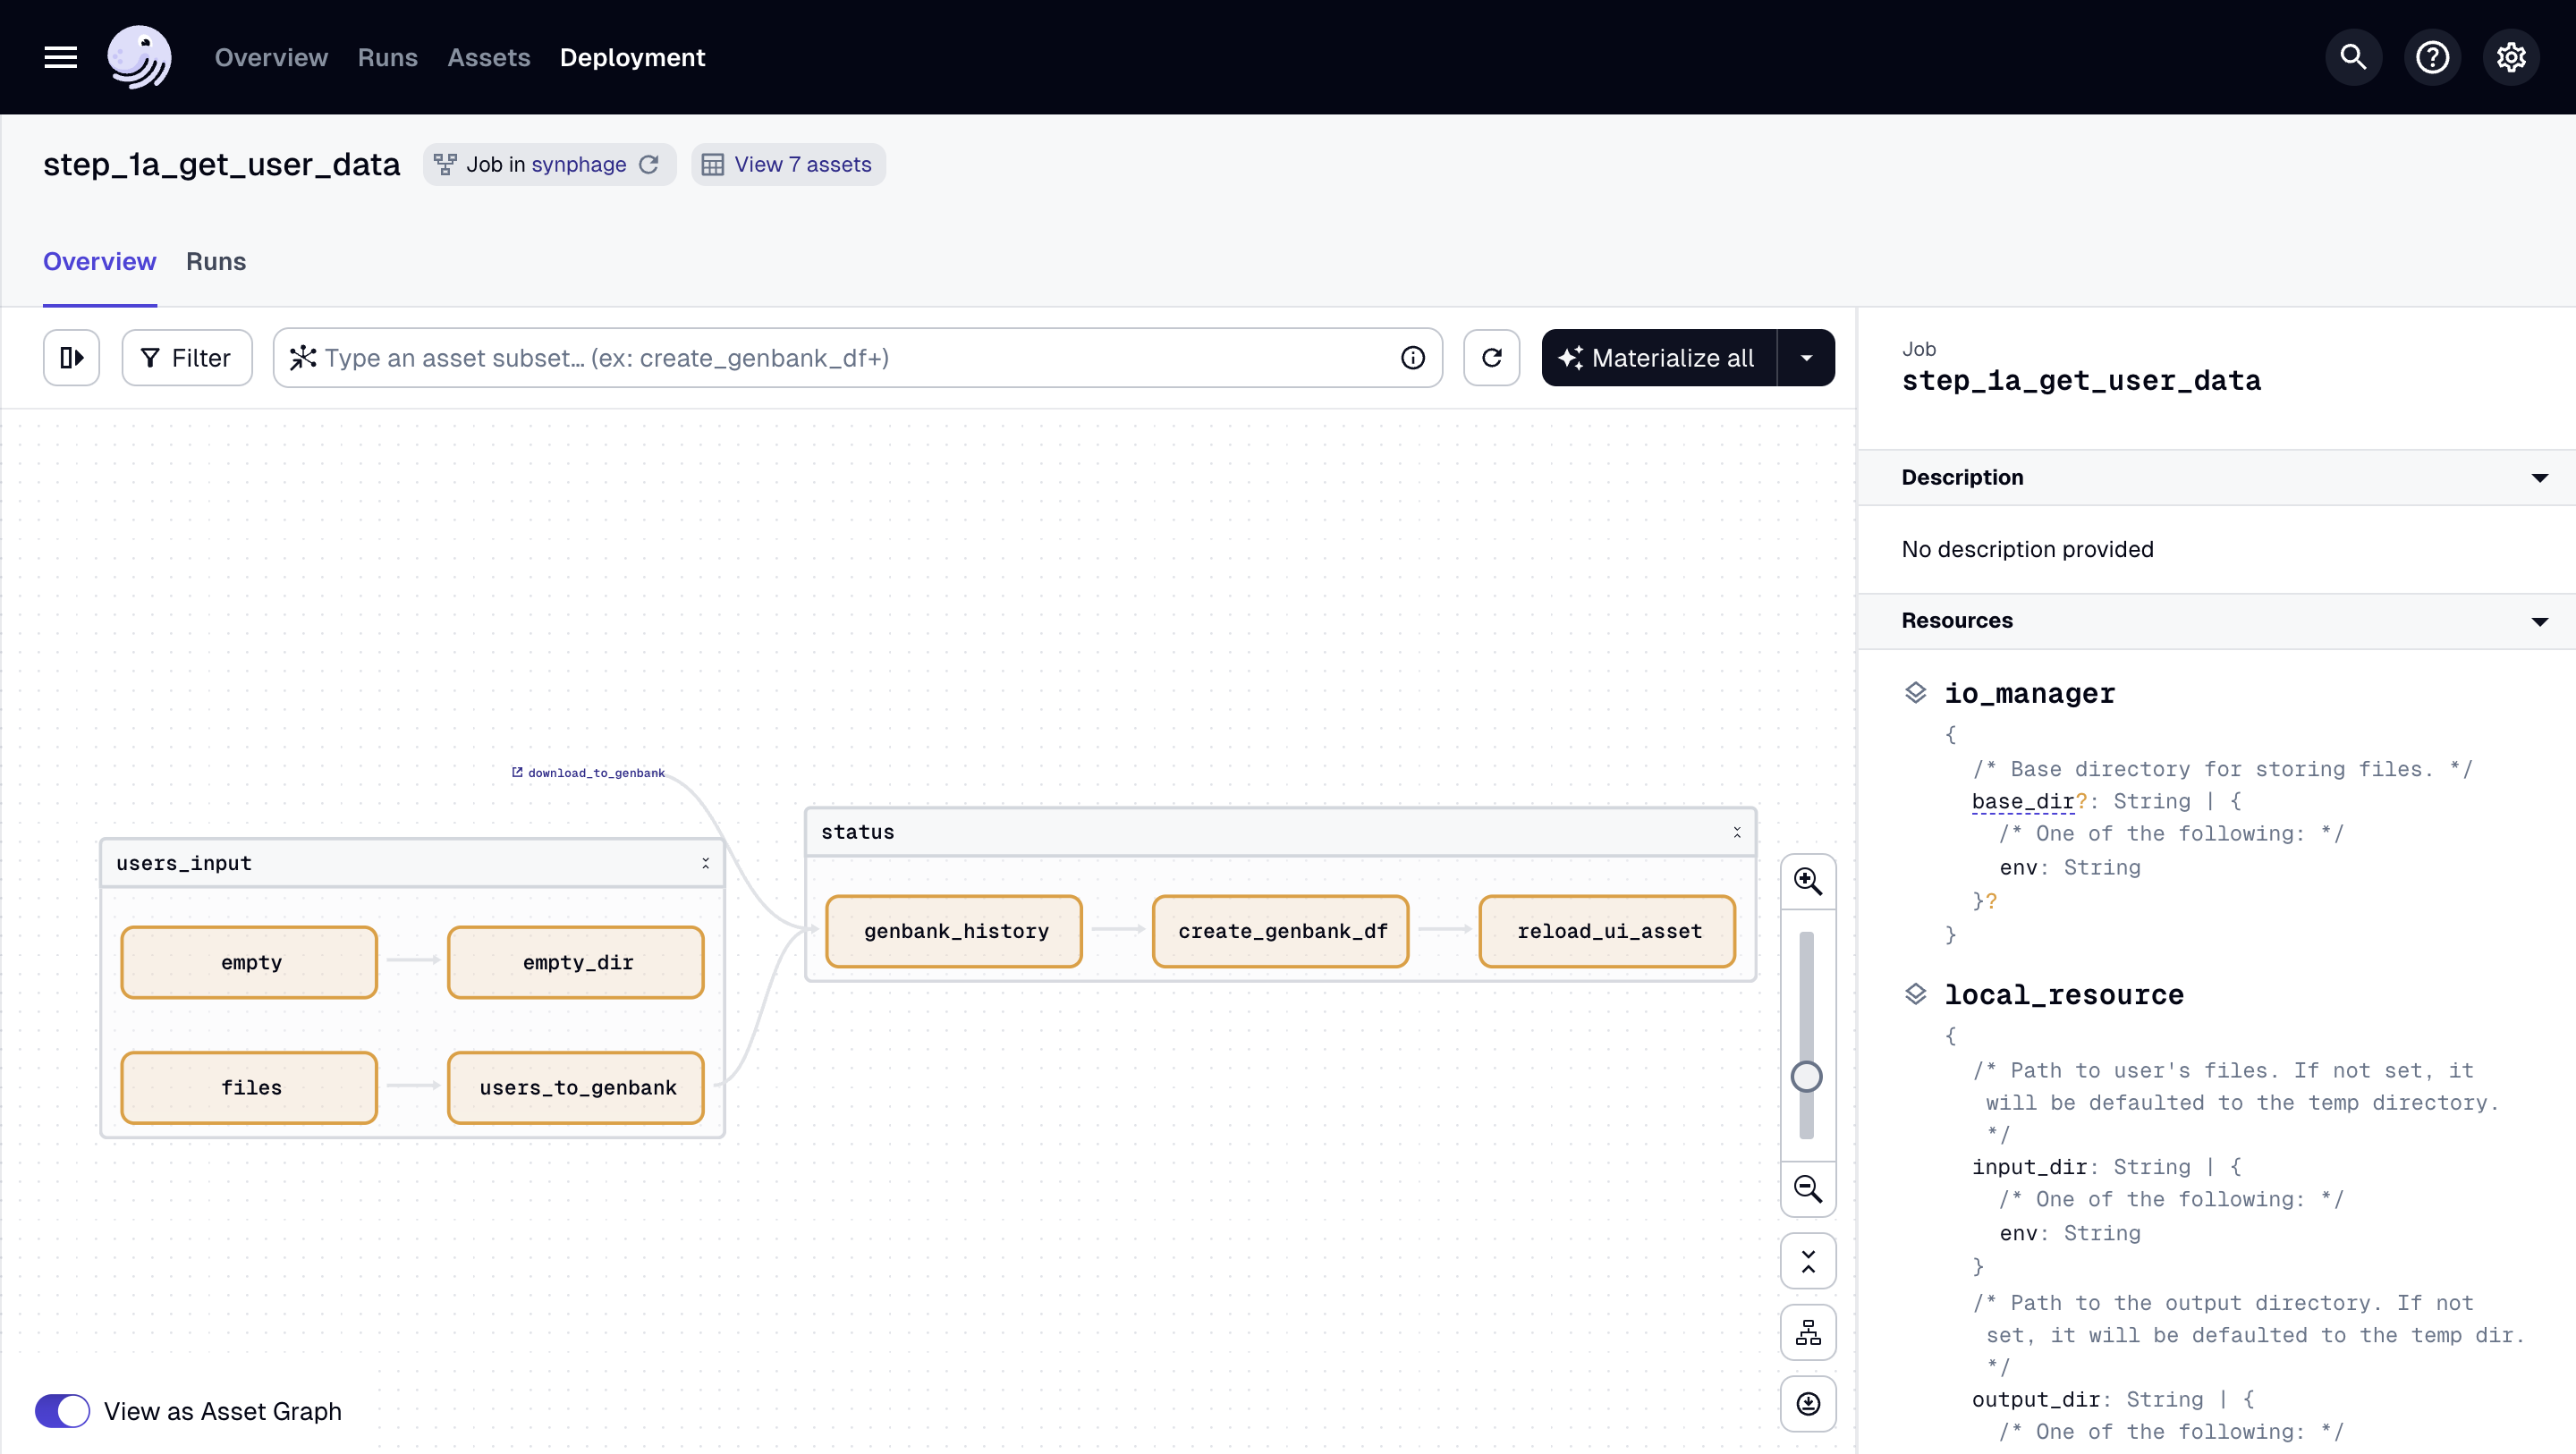 Overview Runs Assets Deployment
step_1a_get_user_data Job in synphage View 7 assets
Overview Runs
Filter Type an asset subset... (ex: create_genbank_df+) Materialize all
download_to_genbank
users_input
empty empty_dir
files users_to_genbank
status
genbank_history create_genbank_df reload_ui_asset
View as Asset Graph
Job
step_1a_get_user_data
Description
No description provided
Resources
io_manager
{
/* Base directory for storing files. */
base_dir?: String | {
/* One of the following: */
env: String
}?
}
local_resource
{
/* Path to user's files. If not set, it
will be defaulted to the temp directory.
*/
input_dir: String | {
/* One of the following: */
env: String
}
/* Path to the output directory. If not
set, it will be defaulted to the temp dir.
*/
output_dir: String | {
/* One of the following: */